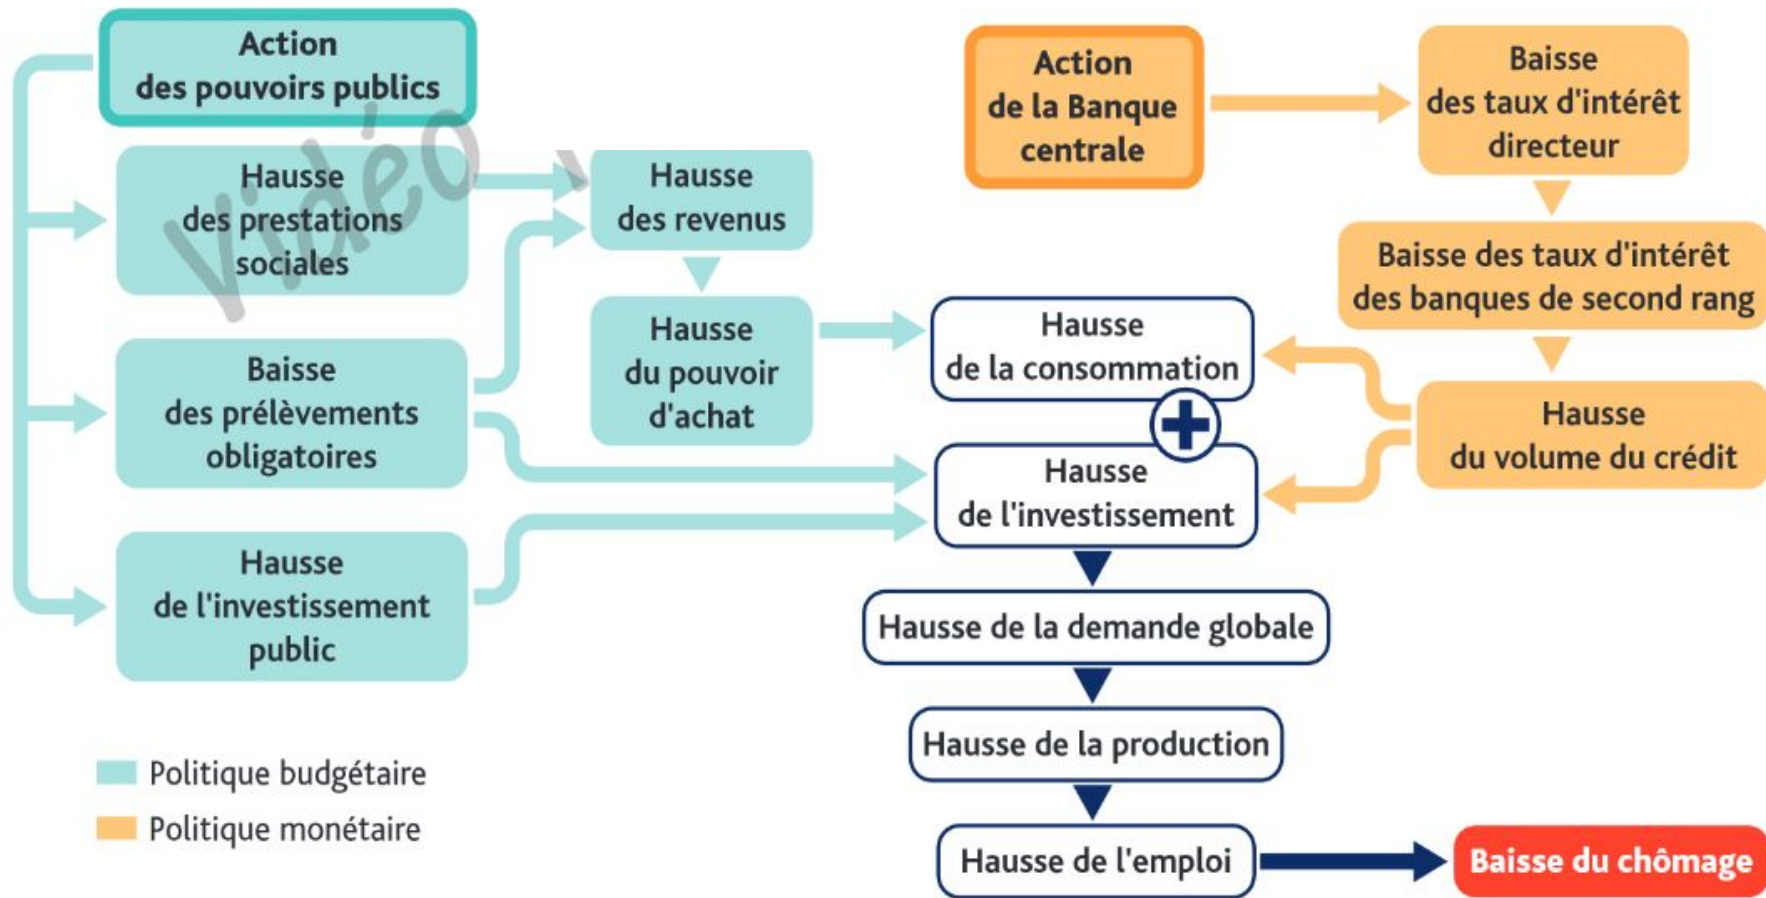 Action
des pouvoirs publics
Hausse
des prestations
sociales
Baisse
des prélèvements
obligatoires
Hausse
de l'investissement
public
Hausse
des revenus
Hausse
du pouvoir
d'achat
Vidéo
Action
de la Banque
centrale
Baisse
des taux d'intérêt
directeur
Baisse des taux d'intérêt
des banques de second rang
Hausse
du volume du crédit
Hausse
de la consommation
+
Hausse
de l'investissement
Hausse de la demande globale
Hausse de la production
Hausse de l'emploi
Baisse du chômage
Politique budgétaire
Politique monétaire